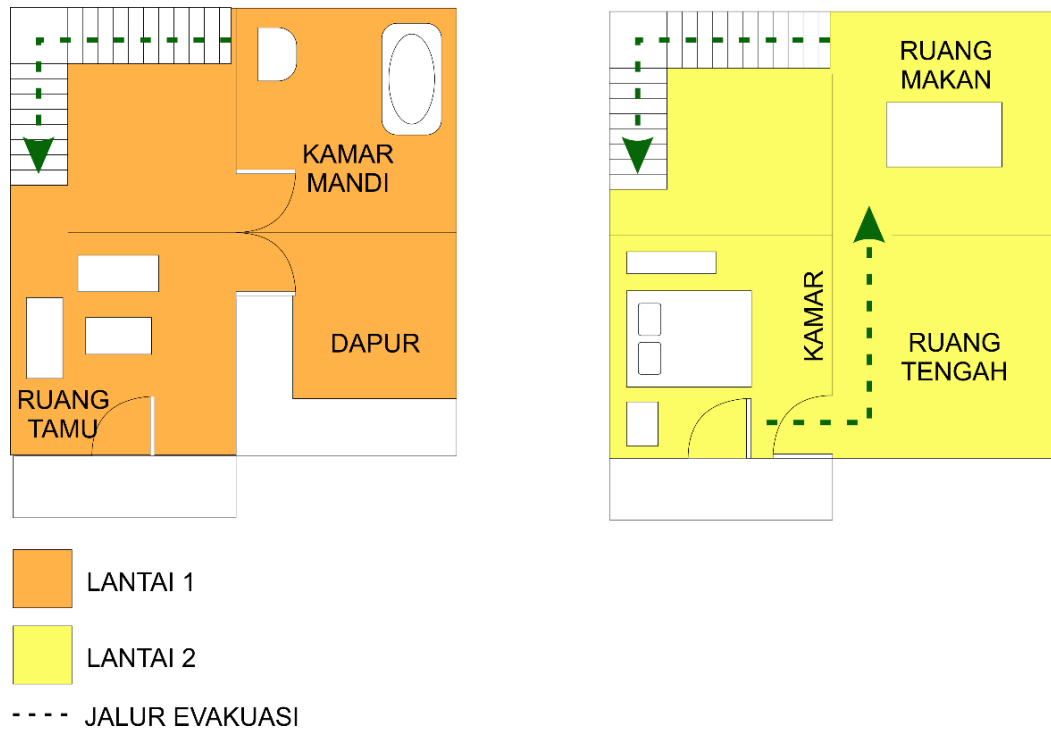 KAMAR
MANDI
DAPUR
RUANG
TAMU
RUANG
MAKAN
KAMAR
RUANG
TENGAH
LANTAI 1
LANTAI 2
JALUR EVAKUASI